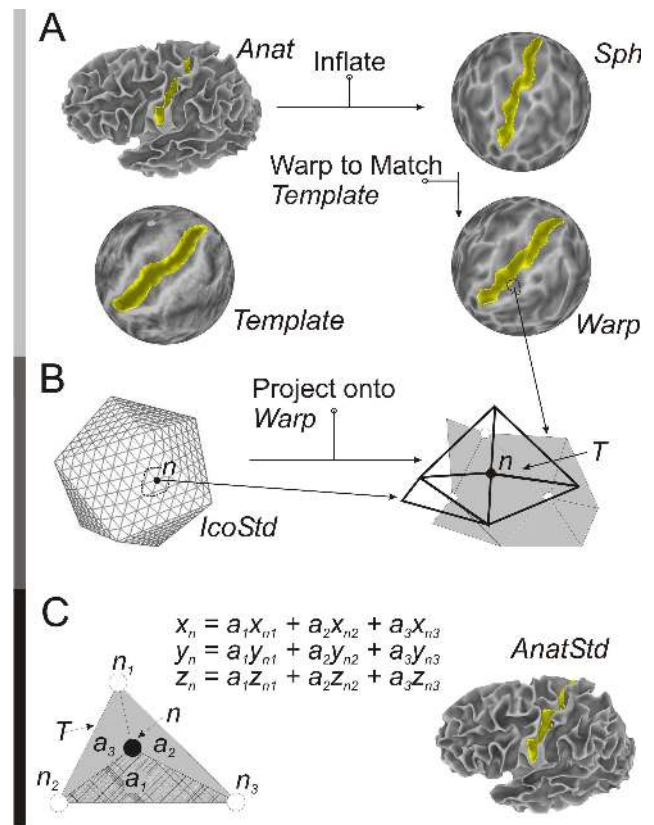 A
Anat
Inflate
Sph
Warp to Match
Template
Template
Warp
B
Project onto
Warp
n
IcoStd
n
T
C
xₙ = a₁xₙ₁ + a₂xₙ₂ + a₃xₙ₃
yₙ = a₁yₙ₁ + a₂yₙ₂ + a₃yₙ₃
zₙ = a₁zₙ₁ + a₂zₙ₂ + a₃zₙ₃
AnatStd
n₁
T
n
a₃
a₂
a₁
n₂
n₃